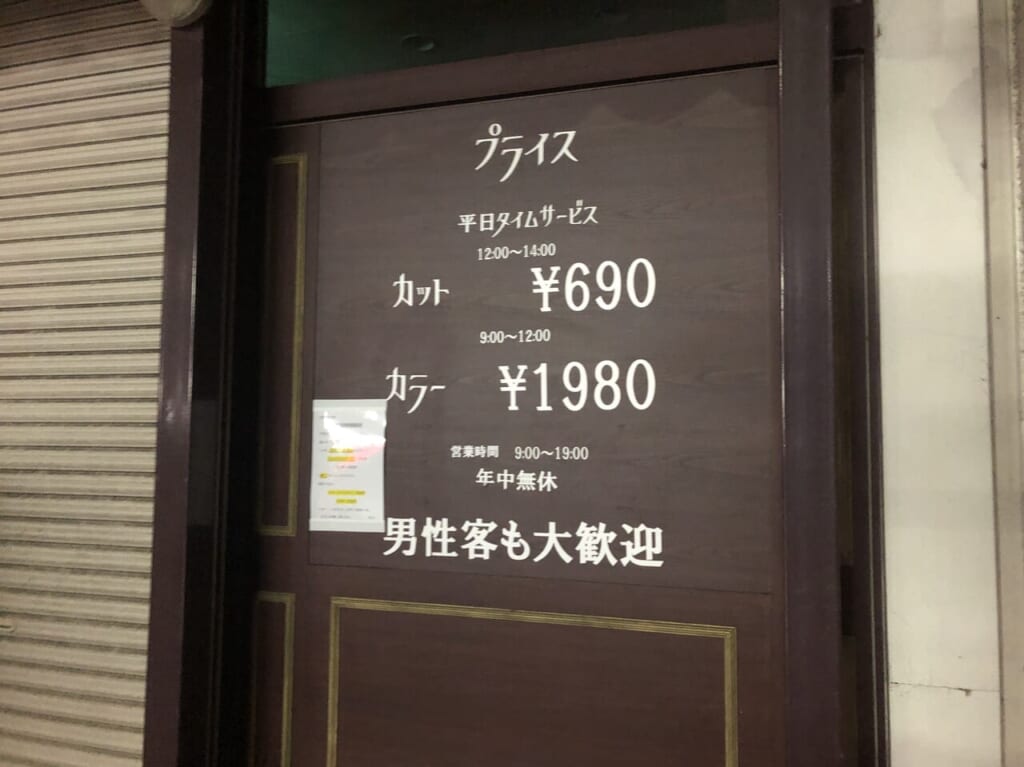 プライス
平日タイムサービス
12:00〜14:00
カット ¥690
9:00〜12:00
カラー ¥1980
営業時間 9:00〜19:00
年中無休
男性客も大歓迎